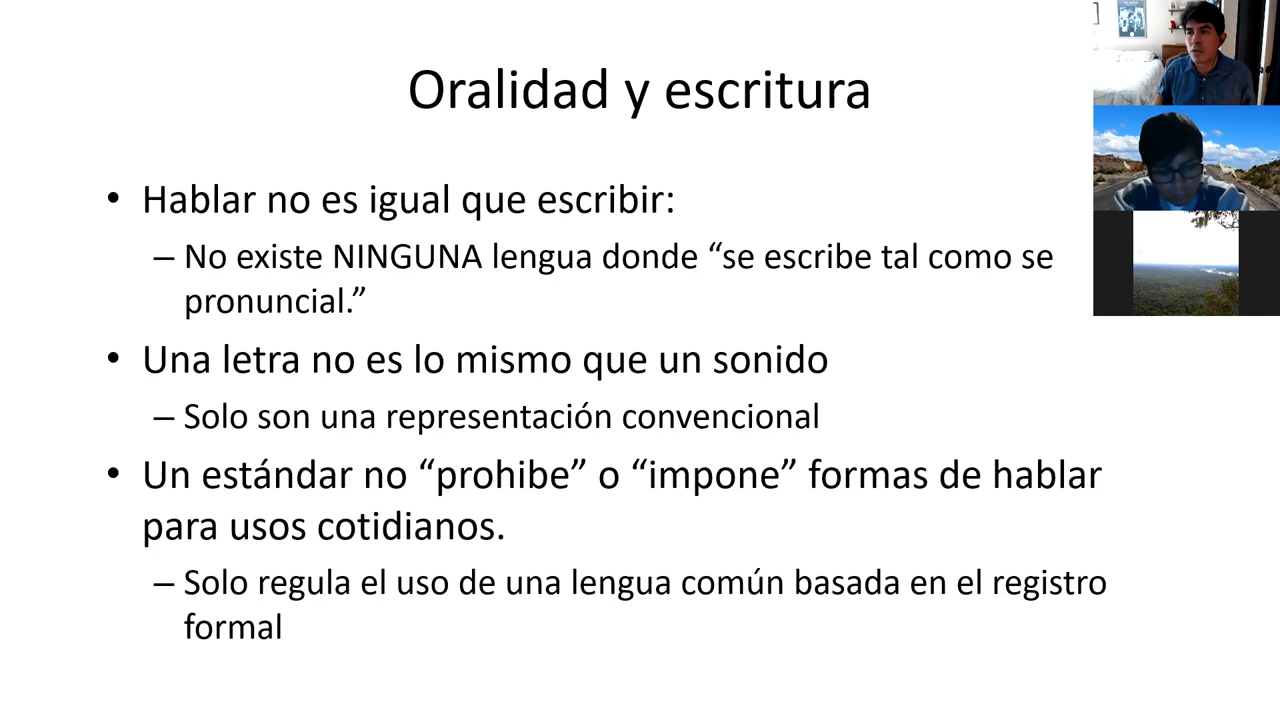 Oralidad y escritura
• Hablar no es igual que escribir:
– No existe NINGUNA lengua donde “se escribe tal como se
pronuncial.”
• Una letra no es lo mismo que un sonido
– Solo son una representación convencional
• Un estándar no “prohibe” o “impone” formas de hablar
para usos cotidianos.
– Solo regula el uso de una lengua común basada en el registro
formal